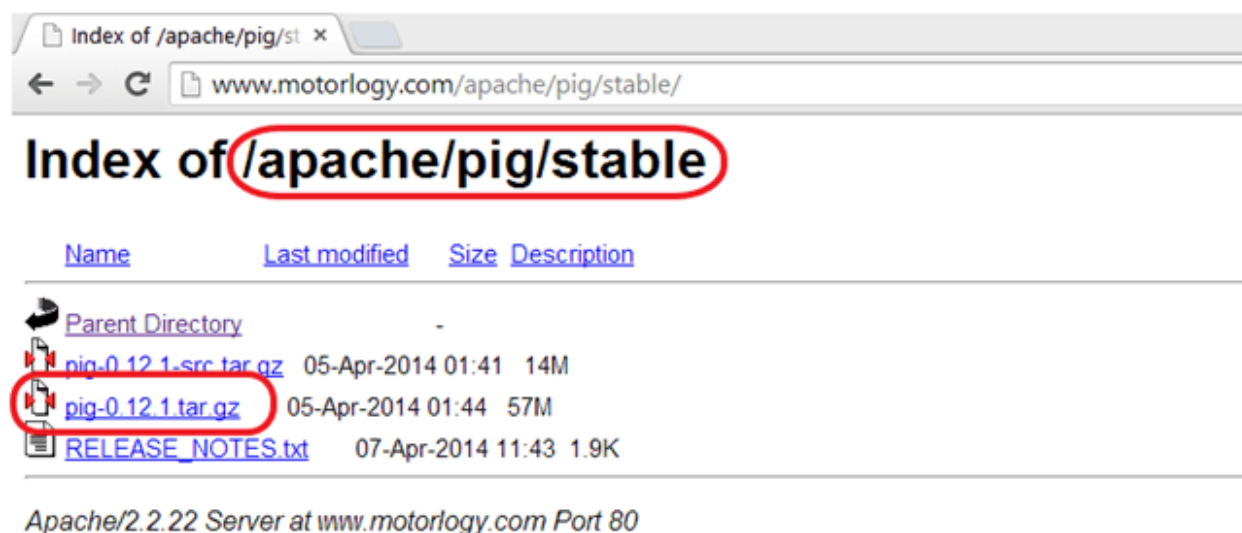 Index of /apache/pig/st ×
www.motorlogy.com/apache/pig/stable/
Index of /apache/pig/stable
Name Last modified Size Description
Parent Directory -
pig-0.12.1-src.tar.gz 05-Apr-2014 01:41 14M
pig-0.12.1.tar.gz 05-Apr-2014 01:44 57M
RELEASE_NOTES.txt 07-Apr-2014 11:43 1.9K
Apache/2.2.22 Server at www.motorlogy.com Port 80